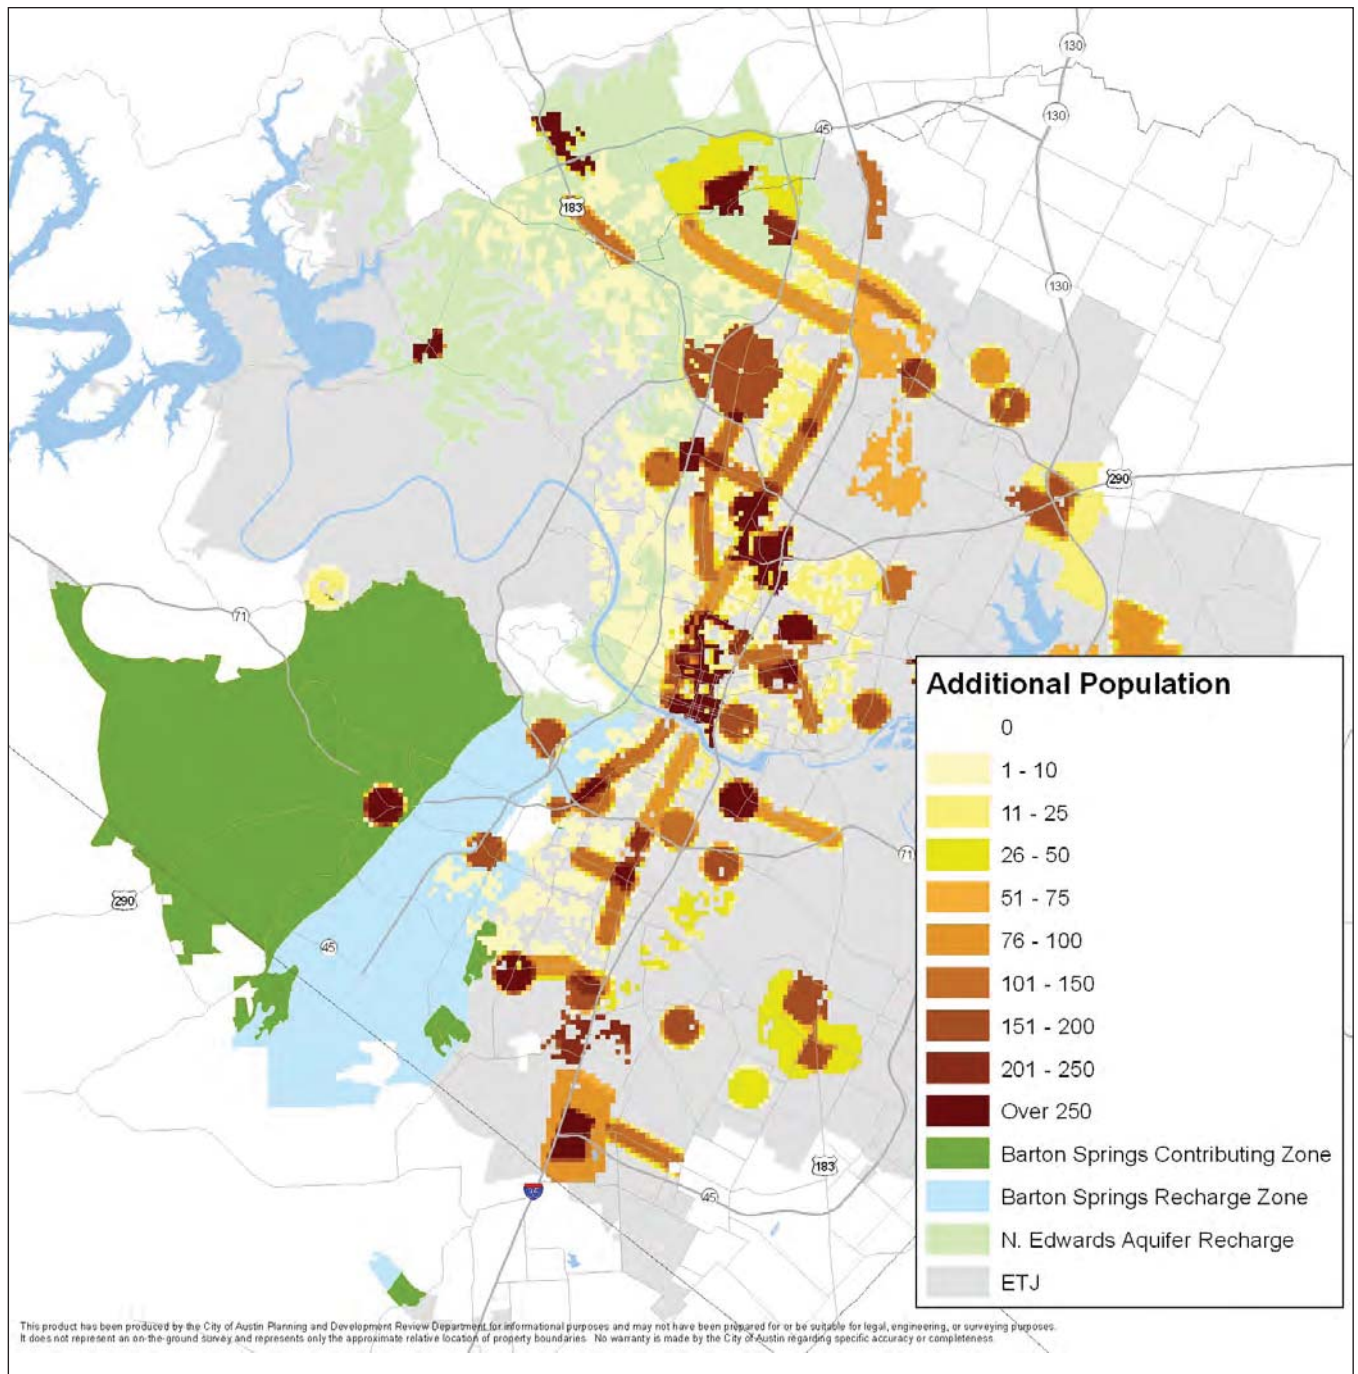 130
45
130
183
130
290
71
Additional Population
0
1 - 10
11 - 25
26 - 50
51 - 75
76 - 100
101 - 150
151 - 200
201 - 250
Over 250
Barton Springs Contributing Zone
Barton Springs Recharge Zone
N. Edwards Aquifer Recharge
ETJ
71
290
45
183
35
45
This product has been produced by the City of Austin Planning and Development Review Department for informational purposes and may not have been prepared for or be suitable for legal, engineering, or surveying purposes.
It does not represent an on-the-ground survey and represents only the approximate relative location of property boundaries. No warranty is made by the City of Austin regarding specific accuracy or completeness.